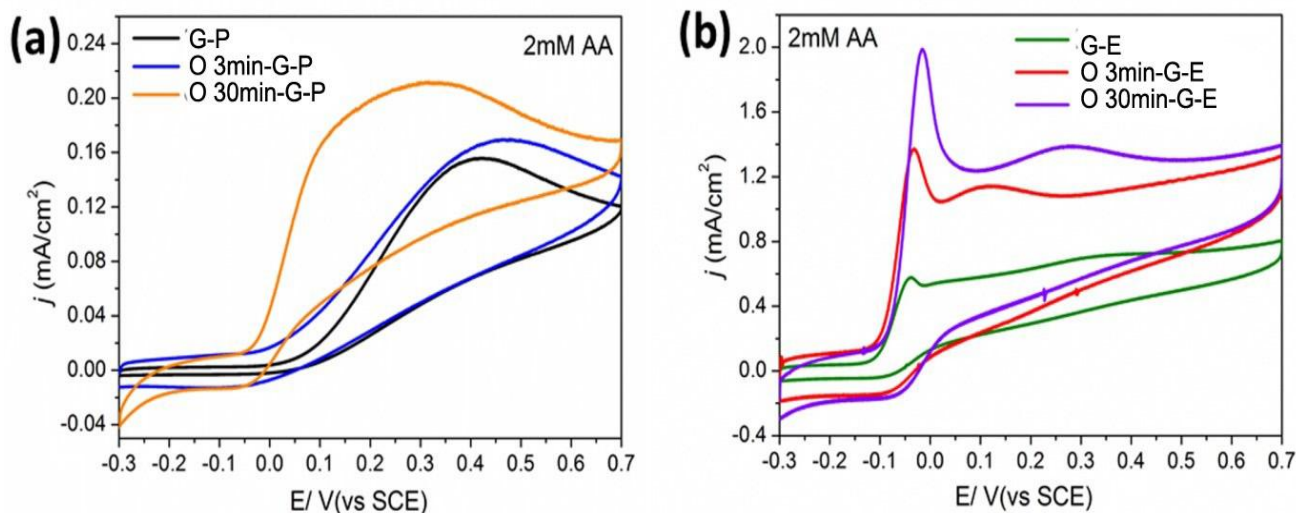 (a)
G-P
O 3min-G-P
O 30min-G-P
2mM AA
0.24
0.20
0.16
0.12
0.08
0.04
0.00
-0.04
j (mA/cm²)
-0.3 -0.2 -0.1 0.0 0.1 0.2 0.3 0.4 0.5 0.6 0.7
E/ V(vs SCE)
(b)
2mM AA
G-E
O 3min-G-E
O 30min-G-E
2.0
1.6
1.2
0.8
0.4
0.0
-0.4
j (mA/cm²)
-0.3 -0.2 -0.1 0.0 0.1 0.2 0.3 0.4 0.5 0.6 0.7
E/ V(vs SCE)